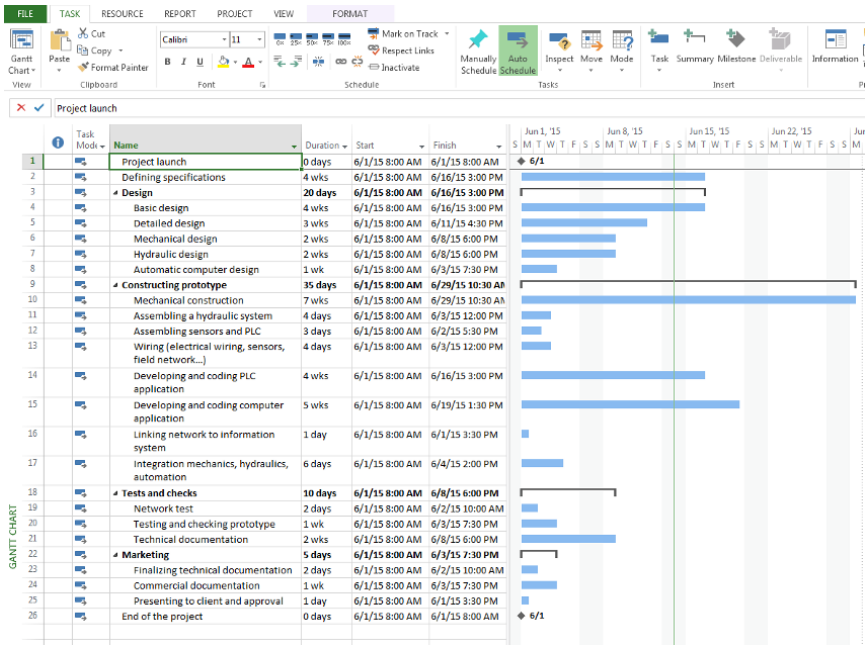 FILE TASK RESOURCE REPORT PROJECT VIEW FORMAT
Gantt Chart
Paste
Cut
Copy
Format Painter
Calibri 11
B I U A
0% 25% 50% 75% 100%
Mark on Track
Respect Links
Inactivate
Manually Schedule
Auto Schedule
Inspect Move Mode
Task Summary Milestone Deliverable
Information
View Clipboard Font Schedule Tasks Insert
Project launch
Task Mode Name Duration Start Finish
Jun 1, '15 Jun 8, '15 Jun 15, '15 Jun 22, '15 Jun
S M T W T F S S M T W T F S S M T W T F S S M T W T F S S M
1 Project launch 0 days 6/1/15 8:00 AM 6/1/15 8:00 AM 6/1
2 Defining specifications 4 wks 6/1/15 8:00 AM 6/16/15 3:00 PM
3 Design 20 days 6/1/15 8:00 AM 6/16/15 3:00 PM
4 Basic design 4 wks 6/1/15 8:00 AM 6/16/15 3:00 PM
5 Detailed design 3 wks 6/1/15 8:00 AM 6/11/15 4:30 PM
6 Mechanical design 2 wks 6/1/15 8:00 AM 6/8/15 6:00 PM
7 Hydraulic design 2 wks 6/1/15 8:00 AM 6/8/15 6:00 PM
8 Automatic computer design 1 wk 6/1/15 8:00 AM 6/3/15 7:30 PM
9 Constructing prototype 35 days 6/1/15 8:00 AM 6/29/15 10:30 AM
10 Mechanical construction 7 wks 6/1/15 8:00 AM 6/29/15 10:30 AM
11 Assembling a hydraulic system 4 days 6/1/15 8:00 AM 6/3/15 12:00 PM
12 Assembling sensors and PLC 3 days 6/1/15 8:00 AM 6/2/15 5:30 PM
13 Wiring (electrical wiring, sensors, 4 days 6/1/15 8:00 AM 6/3/15 12:00 PM
field network...)
14 Developing and coding PLC 4 wks 6/1/15 8:00 AM 6/16/15 3:00 PM
application
15 Developing and coding computer 5 wks 6/1/15 8:00 AM 6/19/15 1:30 PM
application
16 Linking network to information 1 day 6/1/15 8:00 AM 6/1/15 3:30 PM
system
17 Integration mechanics, hydraulics, 6 days 6/1/15 8:00 AM 6/4/15 2:00 PM
automation
18 Tests and checks 10 days 6/1/15 8:00 AM 6/8/15 6:00 PM
19 Network test 2 days 6/1/15 8:00 AM 6/2/15 10:00 AM
20 Testing and checking prototype 1 wk 6/1/15 8:00 AM 6/3/15 7:30 PM
21 Technical documentation 2 wks 6/1/15 8:00 AM 6/8/15 6:00 PM
22 Marketing 5 days 6/1/15 8:00 AM 6/3/15 7:30 PM
23 Finalizing technical documentation 2 days 6/1/15 8:00 AM 6/2/15 10:00 AM
24 Commercial documentation 1 wk 6/1/15 8:00 AM 6/3/15 7:30 PM
25 Presenting to client and approval 1 day 6/1/15 8:00 AM 6/1/15 3:30 PM
26 End of the project 0 days 6/1/15 8:00 AM 6/1/15 8:00 AM 6/1
GANTT CHART